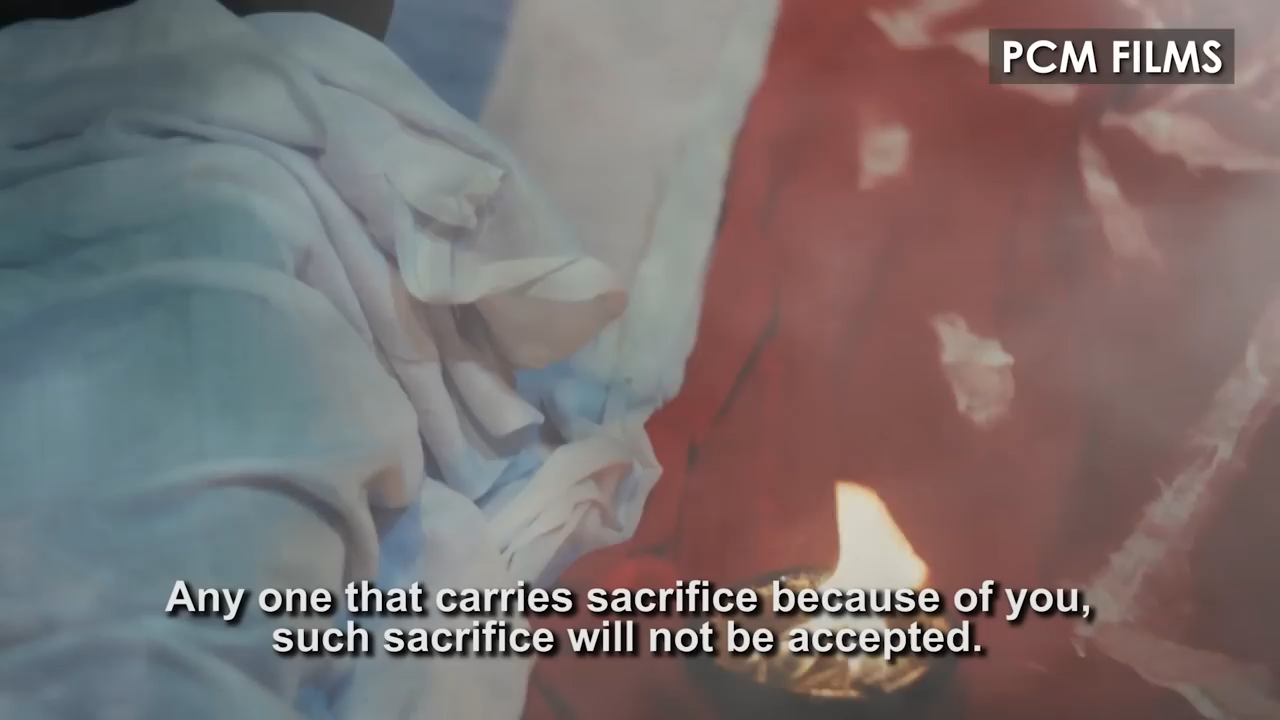 PCM FILMS
Any one that carries sacrifice because of you,
such sacrifice will not be accepted.